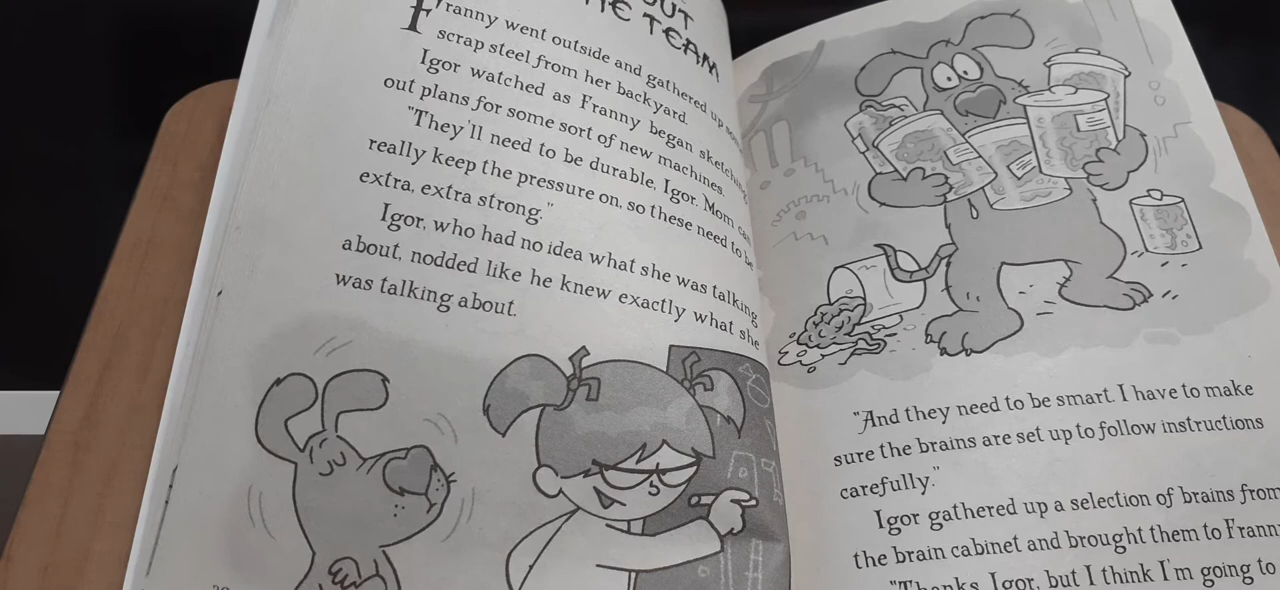 OUT
THE TEAM
Franny went outside and gathered up
scrap steel from her backyard.
Igor watched as Franny began sketching
out plans for some sort of new machines.
"They'll need to be durable, Igor. Mom can
really keep the pressure on, so these need to be
extra, extra strong."
Igor, who had no idea what she was talking
about, nodded like he knew exactly what she
was talking about.
"And they need to be smart. I have to make
sure the brains are set up to follow instructions
carefully."
Igor gathered up a selection of brains from
the brain cabinet and brought them to Franny
"Thanks, Igor, but I think I'm going to